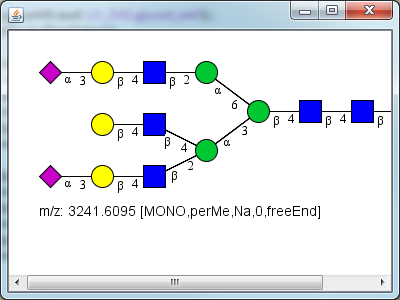 α 3 β 4 β 2 α
6
β 4 β 4 3 β 4 β 4 β
α
α 3 β 4 β 2
m/z: 3241.6095 [MONO,perMe,Na,0,freeEnd]